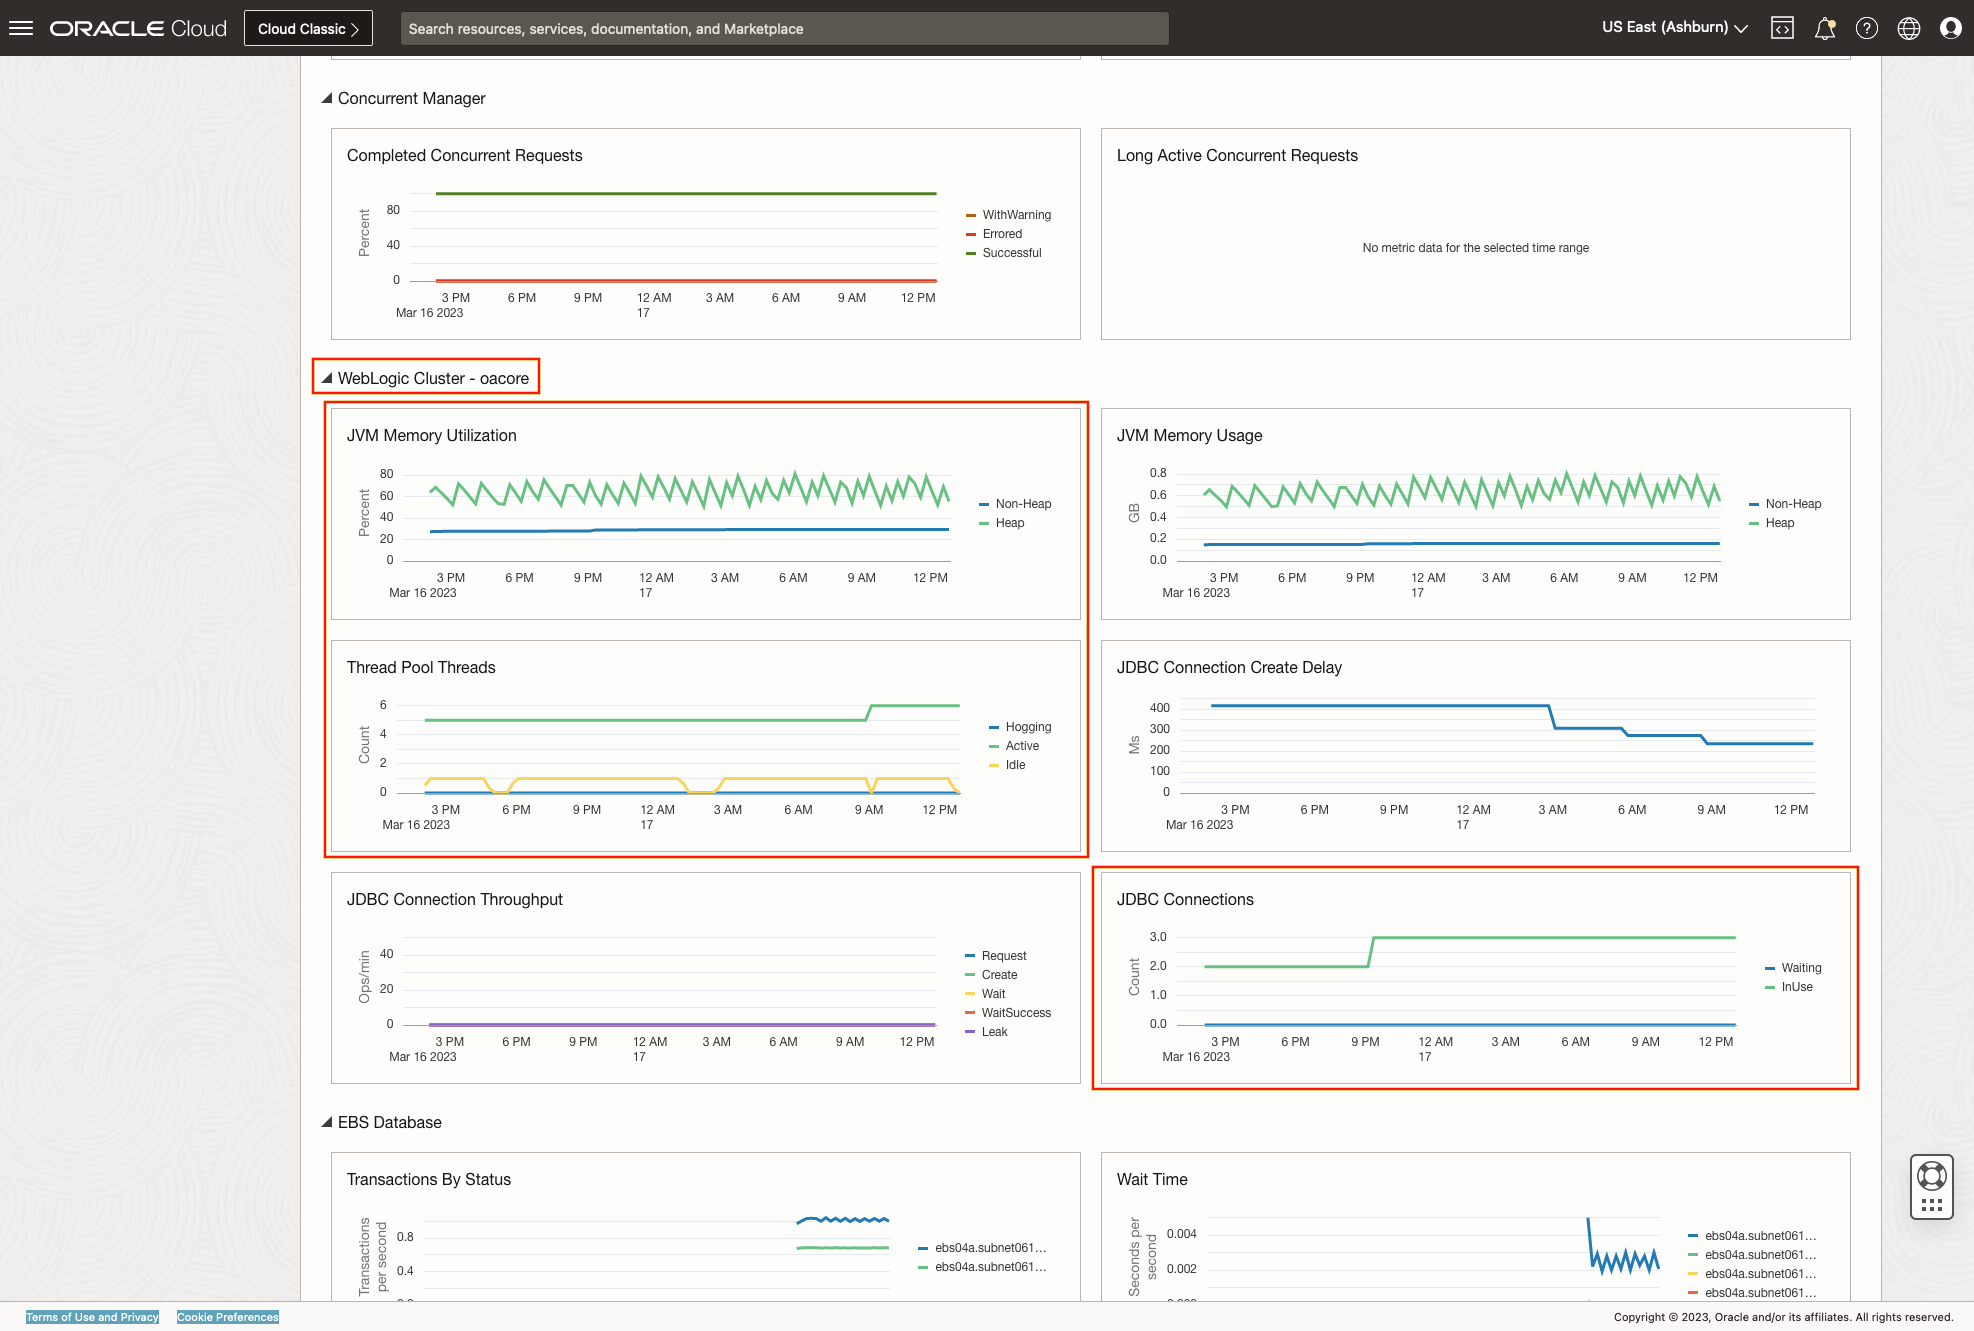 ORACLE Cloud
Cloud Classic
Search resources, services, documentation, and Marketplace
US East (Ashburn)
Concurrent Manager
Completed Concurrent Requests
Percent
80
40
0
3 PM 6 PM 9 PM 12 AM 3 AM 6 AM 9 AM 12 PM
Mar 16 2023 17
WithWarning
Errored
Successful
Long Active Concurrent Requests
No metric data for the selected time range
WebLogic Cluster - oacore
JVM Memory Utilization
Percent
80
60
40
20
0
3 PM 6 PM 9 PM 12 AM 3 AM 6 AM 9 AM 12 PM
Mar 16 2023 17
Non-Heap
Heap
JVM Memory Usage
GB
0.8
0.6
0.4
0.2
0.0
3 PM 6 PM 9 PM 12 AM 3 AM 6 AM 9 AM 12 PM
Mar 16 2023 17
Non-Heap
Heap
Thread Pool Threads
Count
6
4
2
0
3 PM 6 PM 9 PM 12 AM 3 AM 6 AM 9 AM 12 PM
Mar 16 2023 17
Hogging
Active
Idle
JDBC Connection Create Delay
Ms
400
300
200
100
0
3 PM 6 PM 9 PM 12 AM 3 AM 6 AM 9 AM 12 PM
Mar 16 2023 17
JDBC Connection Throughput
Ops/min
40
20
0
3 PM 6 PM 9 PM 12 AM 3 AM 6 AM 9 AM 12 PM
Mar 16 2023 17
Request
Create
Wait
WaitSuccess
Leak
JDBC Connections
Count
3.0
2.0
1.0
0.0
3 PM 6 PM 9 PM 12 AM 3 AM 6 AM 9 AM 12 PM
Mar 16 2023 17
Waiting
InUse
EBS Database
Transactions By Status
Transactions
per second
0.8
0.4
ebs04a.subnet061...
ebs04a.subnet061...
Wait Time
Seconds per
second
0.004
0.002
ebs04a.subnet061...
ebs04a.subnet061...
ebs04a.subnet061...
ebs04a.subnet061...
Terms of Use and Privacy
Cookie Preferences
Copyright © 2023, Oracle and/or its affiliates. All rights reserved.